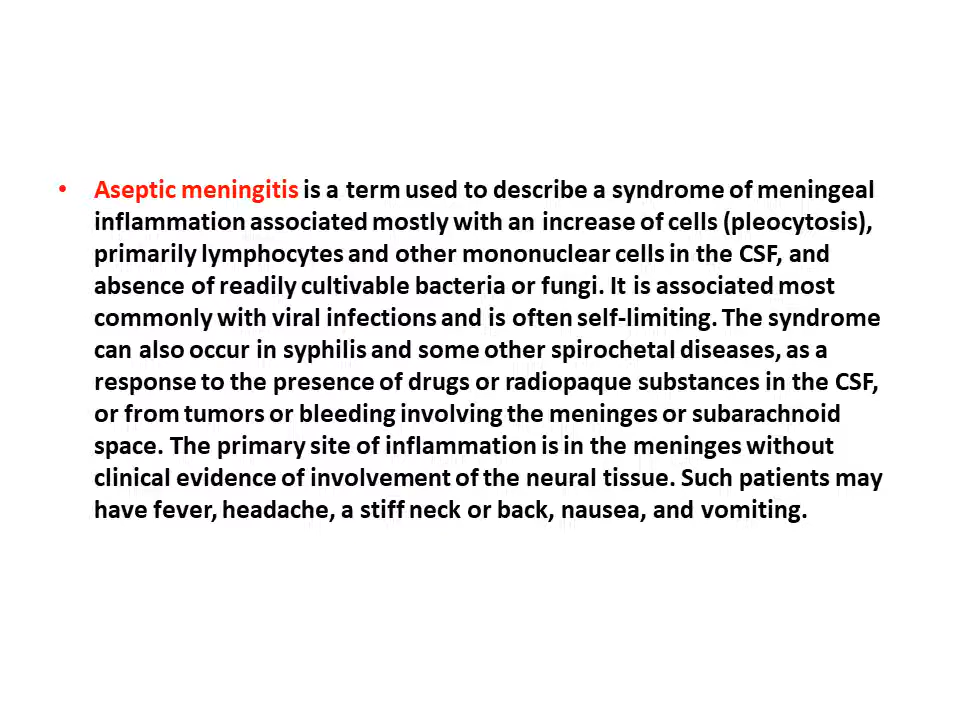 • Aseptic meningitis is a term used to describe a syndrome of meningeal
inflammation associated mostly with an increase of cells (pleocytosis),
primarily lymphocytes and other mononuclear cells in the CSF, and
absence of readily cultivable bacteria or fungi. It is associated most
commonly with viral infections and is often self-limiting. The syndrome
can also occur in syphilis and some other spirochetal diseases, as a
response to the presence of drugs or radiopaque substances in the CSF,
or from tumors or bleeding involving the meninges or subarachnoid
space. The primary site of inflammation is in the meninges without
clinical evidence of involvement of the neural tissue. Such patients may
have fever, headache, a stiff neck or back, nausea, and vomiting.